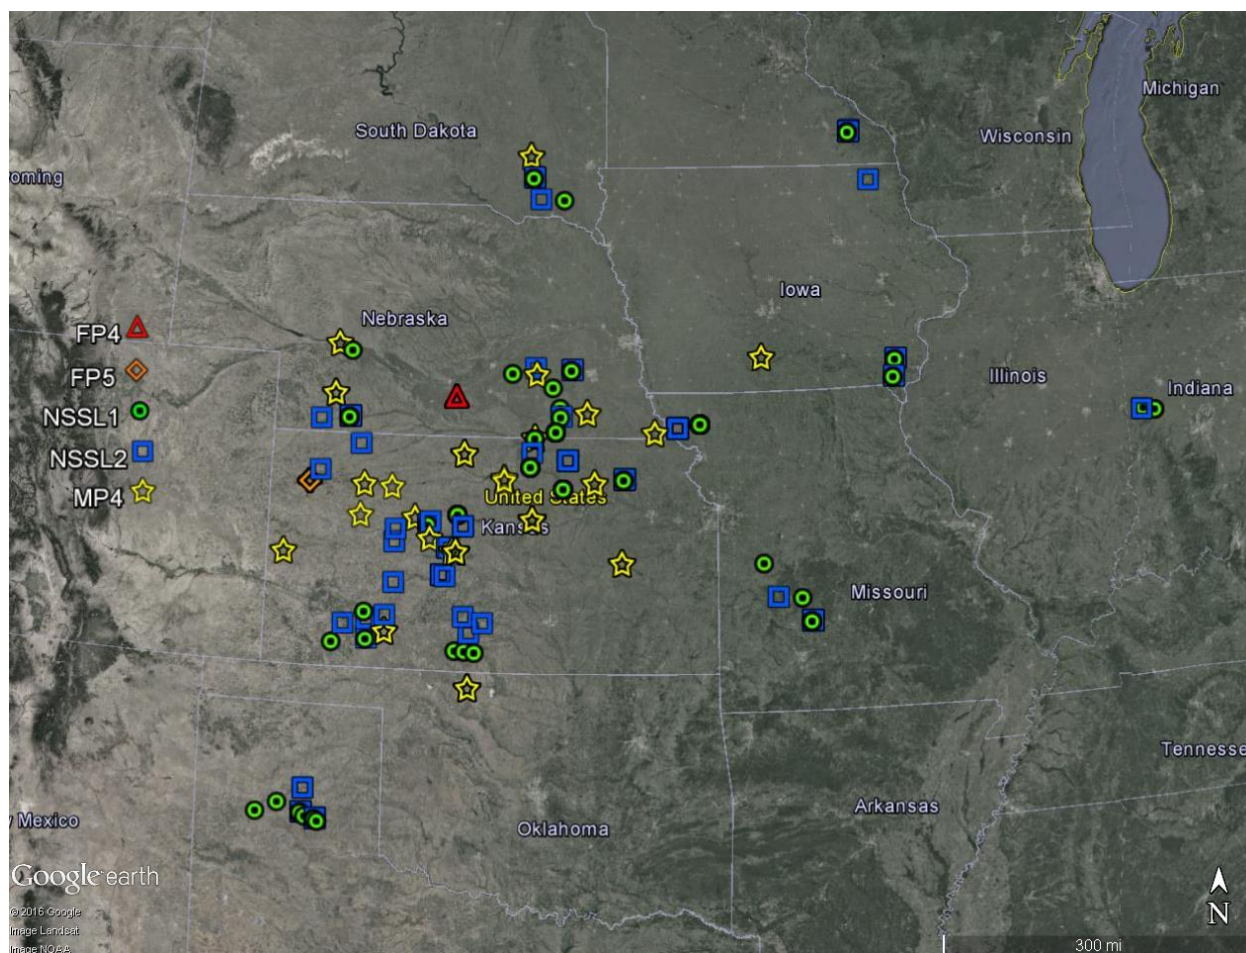 Michigan
South Dakota
Wisconsin
oming
Iowa
Nebraska
FP4
FP5
Illinois
Indiana
NSSL1
NSSL2
MP4
United States
Kansas
Missouri
Tennesse
Arkansas
Mexico
Oklahoma
Google earth
© 2016 Google
Image Landsat
Image NOAA
N
300 mi